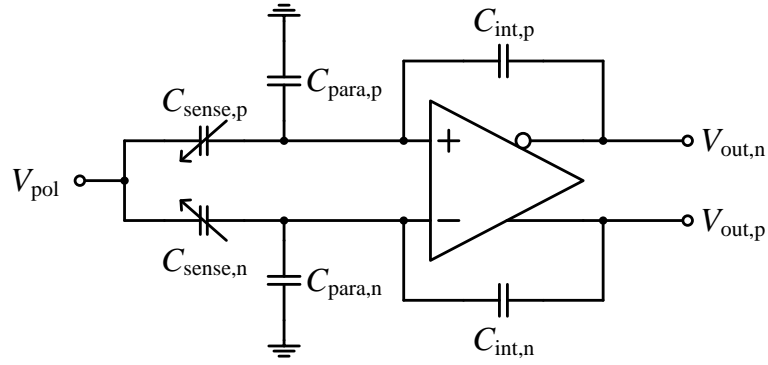 C_int,p
C_para,p
C_sense,p
+
V_out,n
V_pol
−
V_out,p
C_sense,n
C_para,n
C_int,n